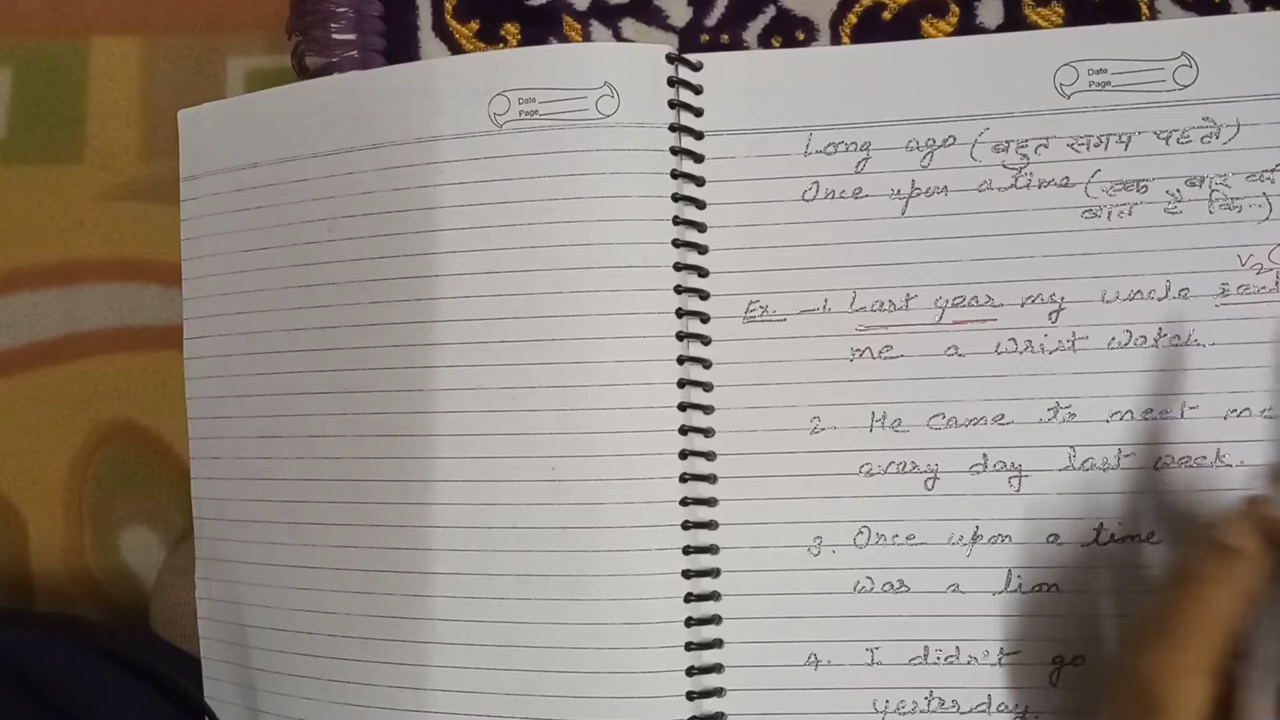 Date
Page
Date
Page
Long ago (बहुत समय पहले)
Once upon a time (एक बार की
बात है कि--)
V2(
Ex. -1. Last year my uncle sent
me a wrist watch.
2. He came to meet me
every day last week.
3. Once upon a time
was a lion
4. I didn't go
yesterday.